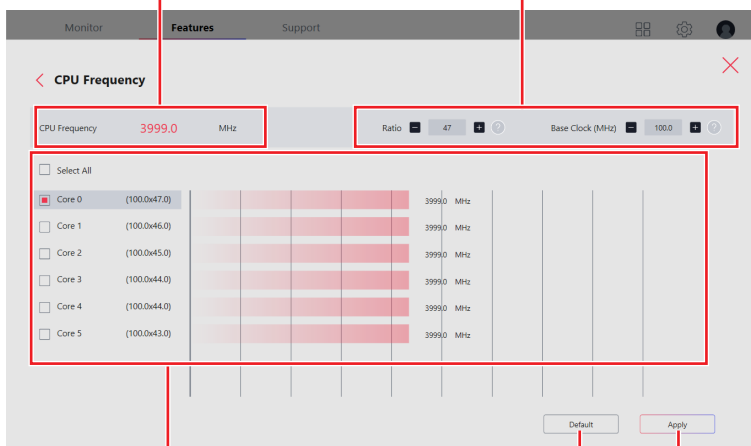 Monitor Features Support
CPU Frequency
CPU Frequency 3999.0 MHz Ratio 47 ? Base Clock (MHz) 100.0 ?
Select All
Core 0 (100.0x47.0) 3999.0 MHz
Core 1 (100.0x46.0) 3999.0 MHz
Core 2 (100.0x45.0) 3999.0 MHz
Core 3 (100.0x44.0) 3999.0 MHz
Core 4 (100.0x44.0) 3999.0 MHz
Core 5 (100.0x43.0) 3999.0 MHz
Default Apply